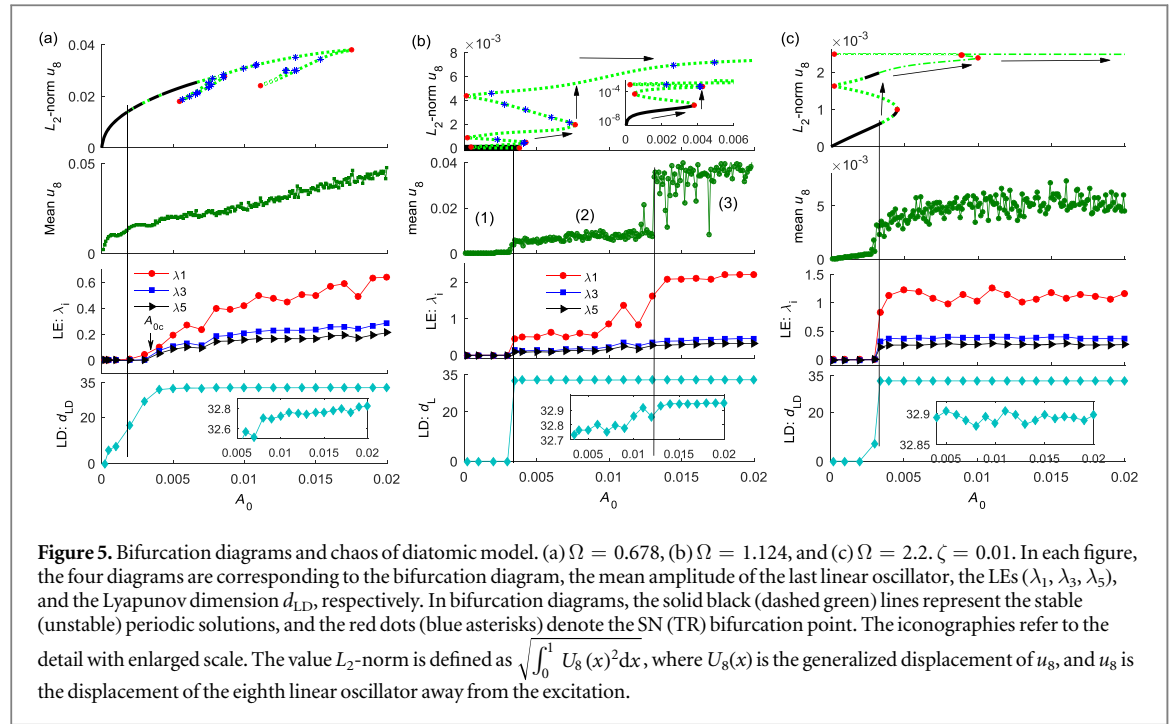 (a)
L₂-norm u₈
0.04
0.02
0
Mean u₈
0.05
0
LE: λᵢ
0.6
0.4
0.2
0
λ1
λ3
λ5
A₀c
LD: d_LD
35
20
0
32.8
32.6
0.005 0.01 0.015 0.02
0 0.005 0.01 0.015 0.02
A₀
(b)
×10⁻³
L₂-norm u₈
8
6
4
2
0
10⁻⁴
10⁻⁸
0 0.002 0.004 0.006
Mean u₈
0.04
0.02
0
(1) (2) (3)
LE: λᵢ
2
1
0
λ1
λ3
λ5
LD: d_L
35
20
0
32.9
32.8
32.7
0.005 0.01 0.015 0.02
0 0.005 0.01 0.015 0.02
A₀
(c)
×10⁻³
L₂-norm u₈
2
1
0
×10⁻³
mean u₈
5
0
LE: λᵢ
1.5
1
0.5
0
LD: d_LD
35
20
0
32.9
32.85
0.005 0.01 0.015 0.02
0 0.005 0.01 0.015 0.02
A₀
Figure 5. Bifurcation diagrams and chaos of diatomic model. (a) Ω = 0.678, (b) Ω = 1.124, and (c) Ω = 2.2. ζ = 0.01. In each figure,
the four diagrams are corresponding to the bifurcation diagram, the mean amplitude of the last linear oscillator, the LEs (λ₁, λ₃, λ₅),
and the Lyapunov dimension d_LD, respectively. In bifurcation diagrams, the solid black (dashed green) lines represent the stable
(unstable) periodic solutions, and the red dots (blue asterisks) denote the SN (TR) bifurcation point. The iconographies refer to the
detail with enlarged scale. The value L₂-norm is defined as √(∫₀¹ U₈(x)²dx), where U₈(x) is the generalized displacement of u₈, and u₈ is
the displacement of the eighth linear oscillator away from the excitation.